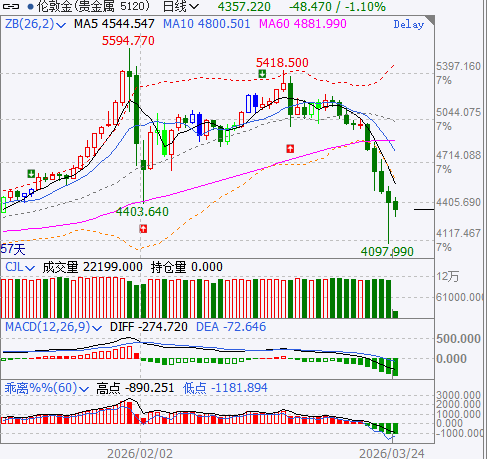 伦敦金(贵金属 5120) 日线 4357.220 -48.470 / -1.10%
ZB(26,2) MA5 4544.547 MA10 4800.501 MA60 4881.990
Delay
5594.770
5418.500
5397.160
7%
5044.075
7%
4714.088
7%
4405.690
4403.640
4117.467
7%
57天
4097.990
CJL 成交量 22199.000 持仓量 0.000
12万
61000.000
MACD(12,26,9) DIFF -274.720 DEA -72.646
500.000
0.000
乖离%%(60) 高点 -890.251 低点 -1181.894
3000.000
2000.000
1000.000
0.000
-1000.000
2026/02/02 2026/03/24